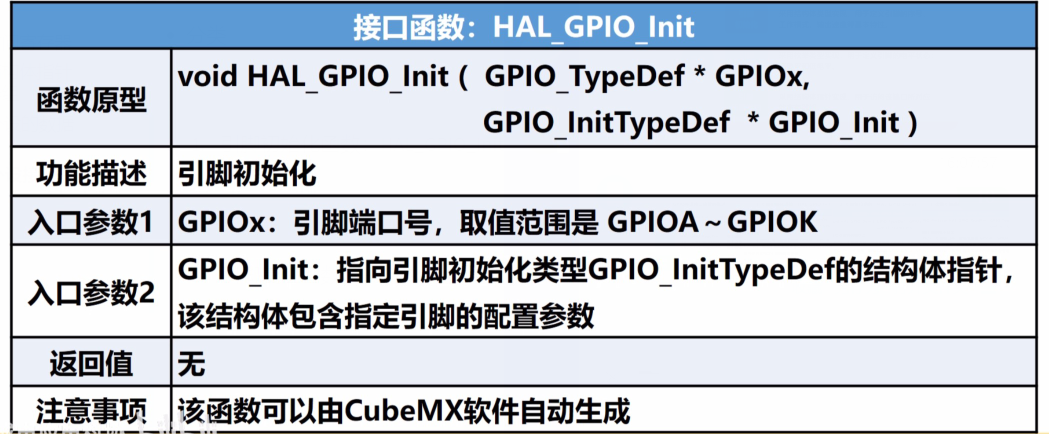 接口函数：HAL_GPIO_Init
函数原型
void HAL_GPIO_Init ( GPIO_TypeDef * GPIOx,
GPIO_InitTypeDef * GPIO_Init )
功能描述
引脚初始化
入口参数1
GPIOx：引脚端口号，取值范围是 GPIOA～GPIOK
入口参数2
GPIO_Init：指向引脚初始化类型GPIO_InitTypeDef的结构体指针，
该结构体包含指定引脚的配置参数
返回值
无
注意事项
该函数可以由CubeMX软件自动生成